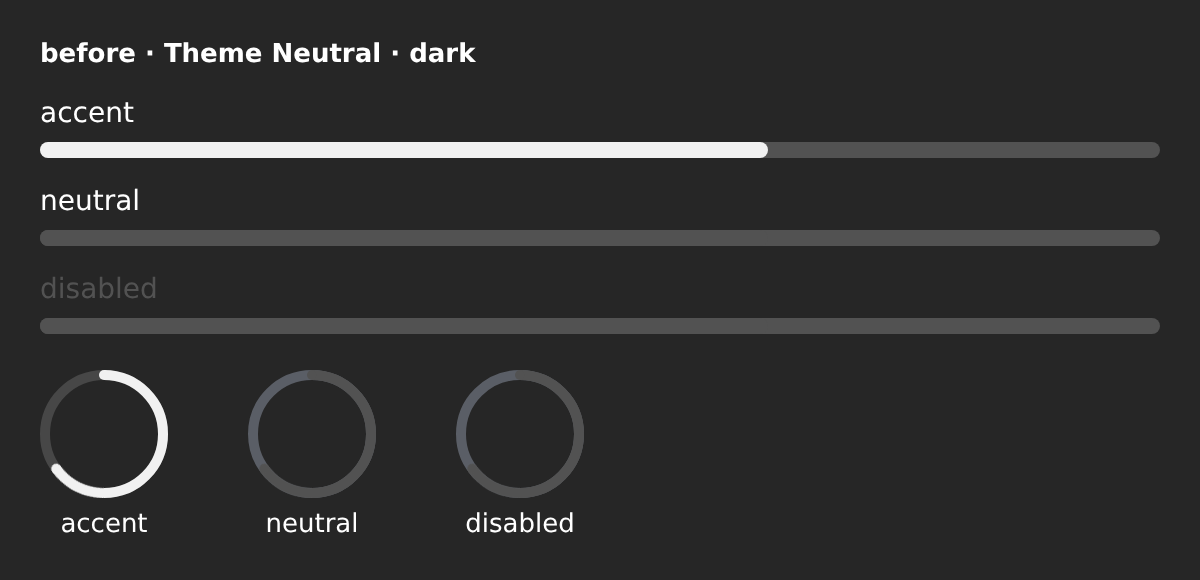 before · Theme Neutral · dark
accent
neutral
disabled
accent neutral disabled